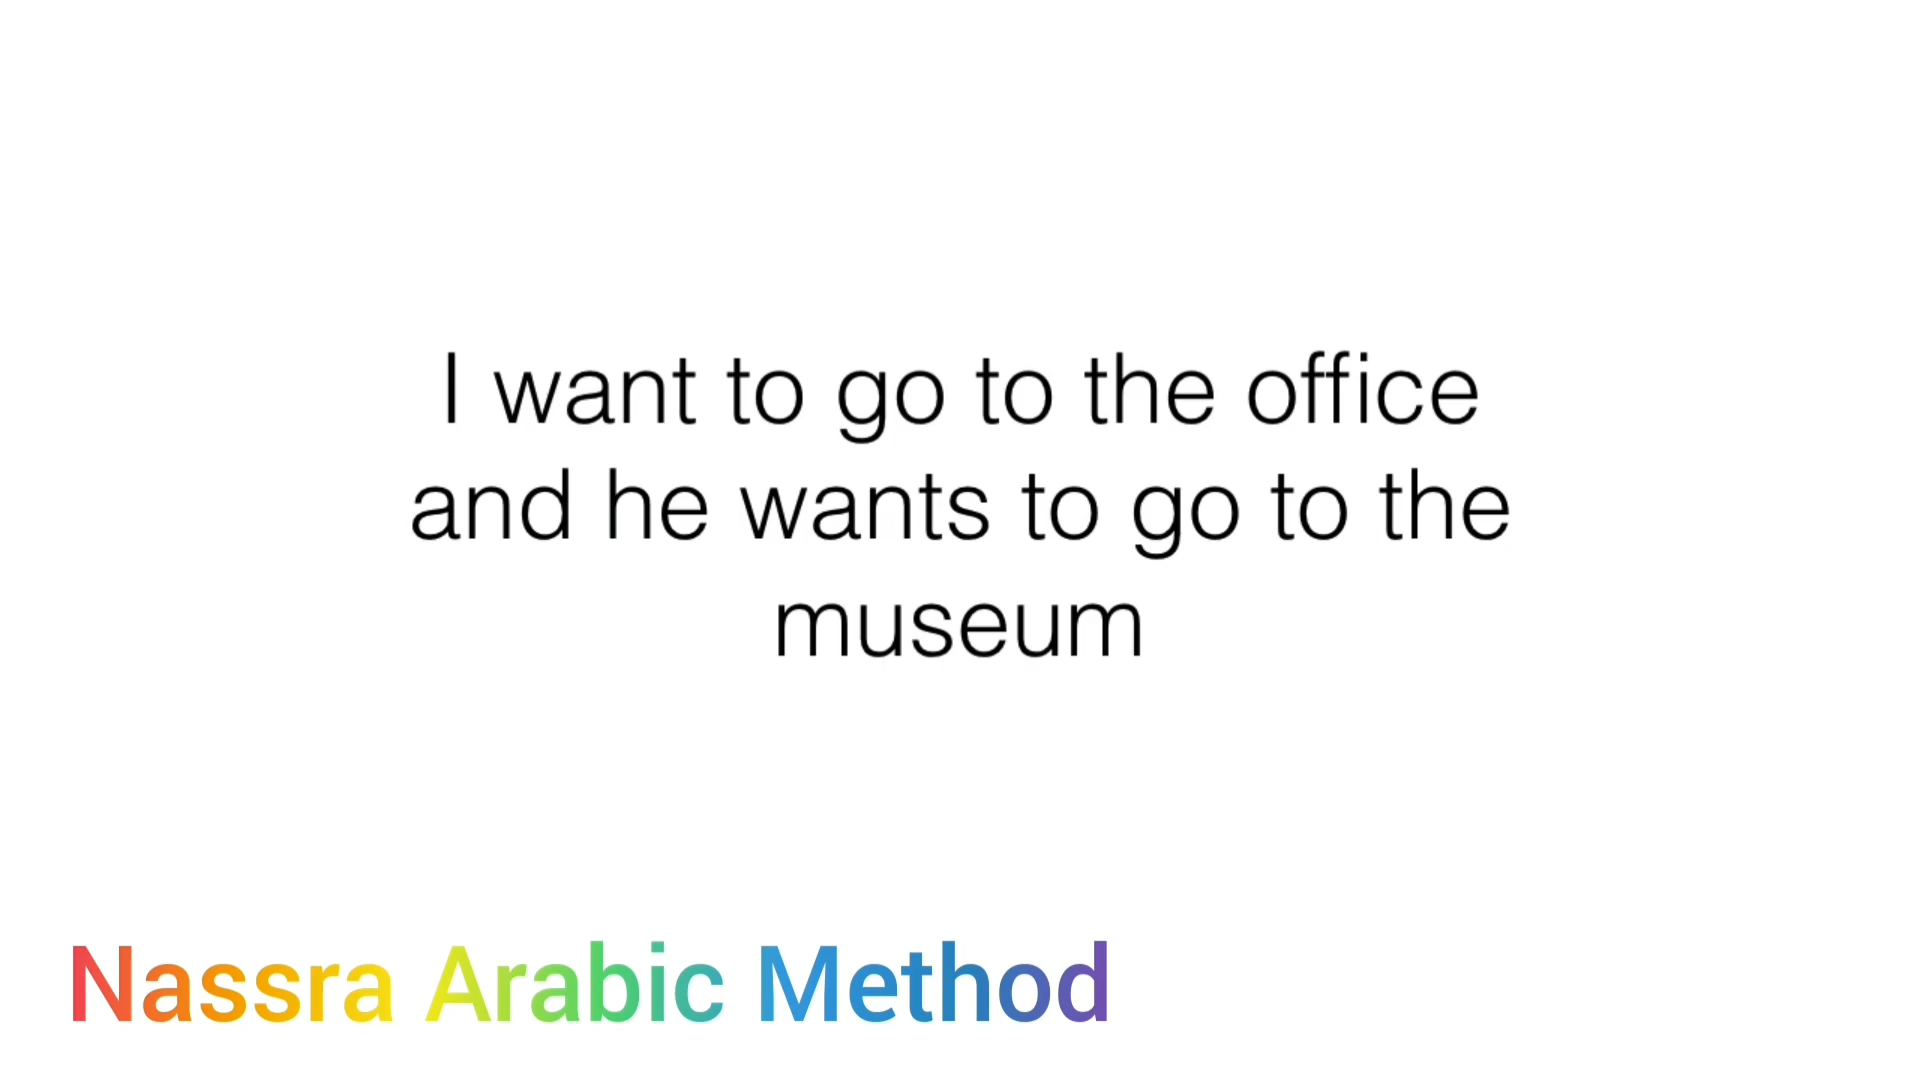 I want to go to the office
and he wants to go to the
museum
Nassra Arabic Method